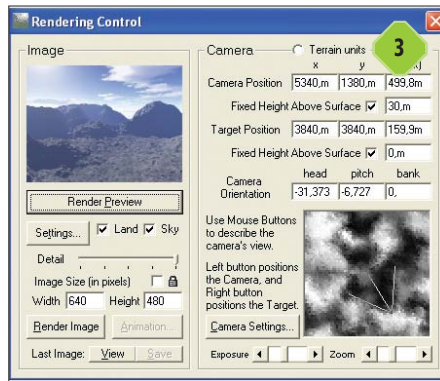 Rendering Control
Image
Render Preview
Settings...
Land
Sky
Detail
Image Size (in pixels)
Width 640 Height 480
Render Image
Animation...
Last Image: View Save
Camera
Terrain units
3
x y
Camera Position 5340,m 1380,m 499,8m
Fixed Height Above Surface 30,m
Target Position 3840,m 3840,m 159,9m
Fixed Height Above Surface 0,m
head pitch bank
Camera Orientation -31,373 -6,727 0,
Use Mouse Buttons
to describe the
camera's view.
Left button positions
the Camera, and
Right button
positions the Target.
Camera Settings...
Exposure Zoom